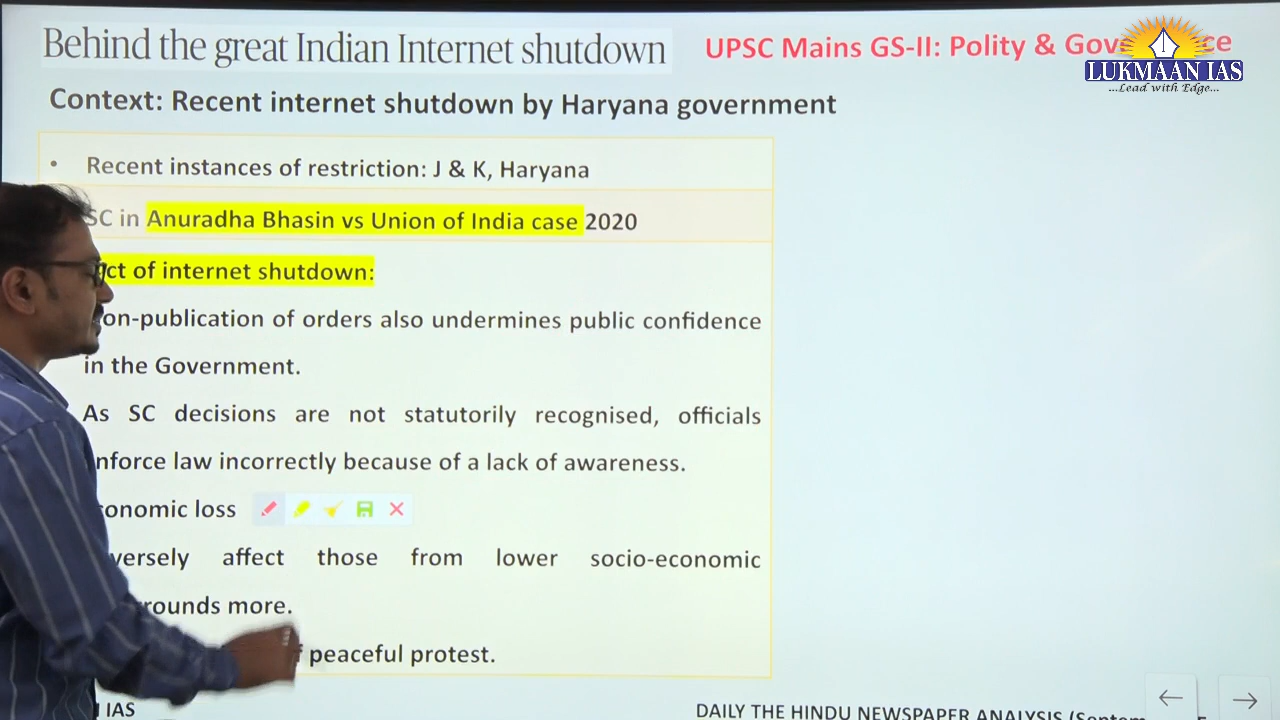 Behind the great Indian Internet shutdown
UPSC Mains GS-II: Polity & Gov ce
LUKMAAN IAS
...Lead with Edge...
Context: Recent internet shutdown by Haryana government
• Recent instances of restriction: J & K, Haryana
SC in Anuradha Bhasin vs Union of India case 2020
ct of internet shutdown:
on-publication of orders also undermines public confidence
in the Government.
As SC decisions are not statutorily recognised, officials
nforce law incorrectly because of a lack of awareness.
onomic loss
versely affect those from lower socio-economic
rounds more.
peaceful protest.
IAS
DAILY THE HINDU NEWSPAPER ANALYSIS